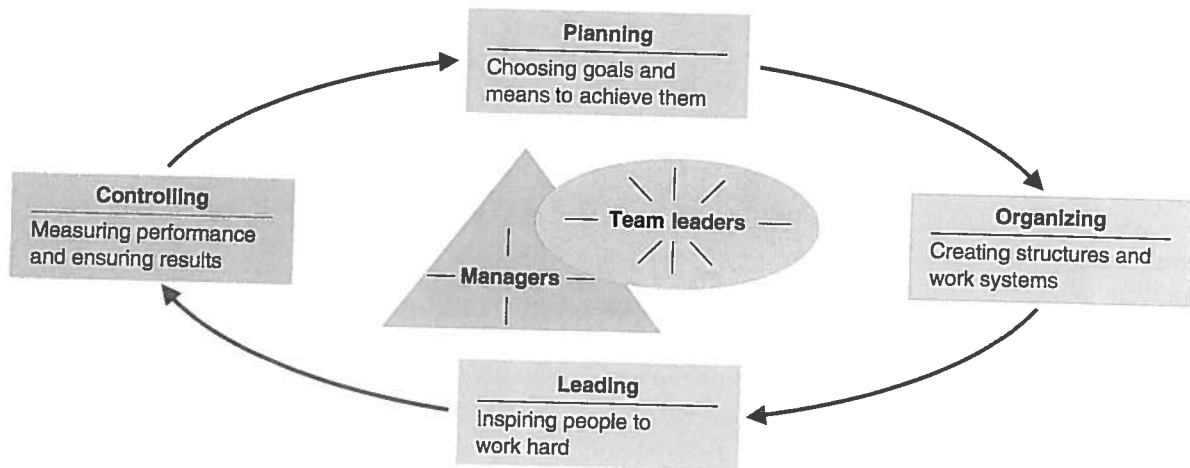 Planning
Choosing goals and
means to achieve them
Controlling
Measuring performance
and ensuring results
Team leaders
Managers
Organizing
Creating structures and
work systems
Leading
Inspiring people to
work hard